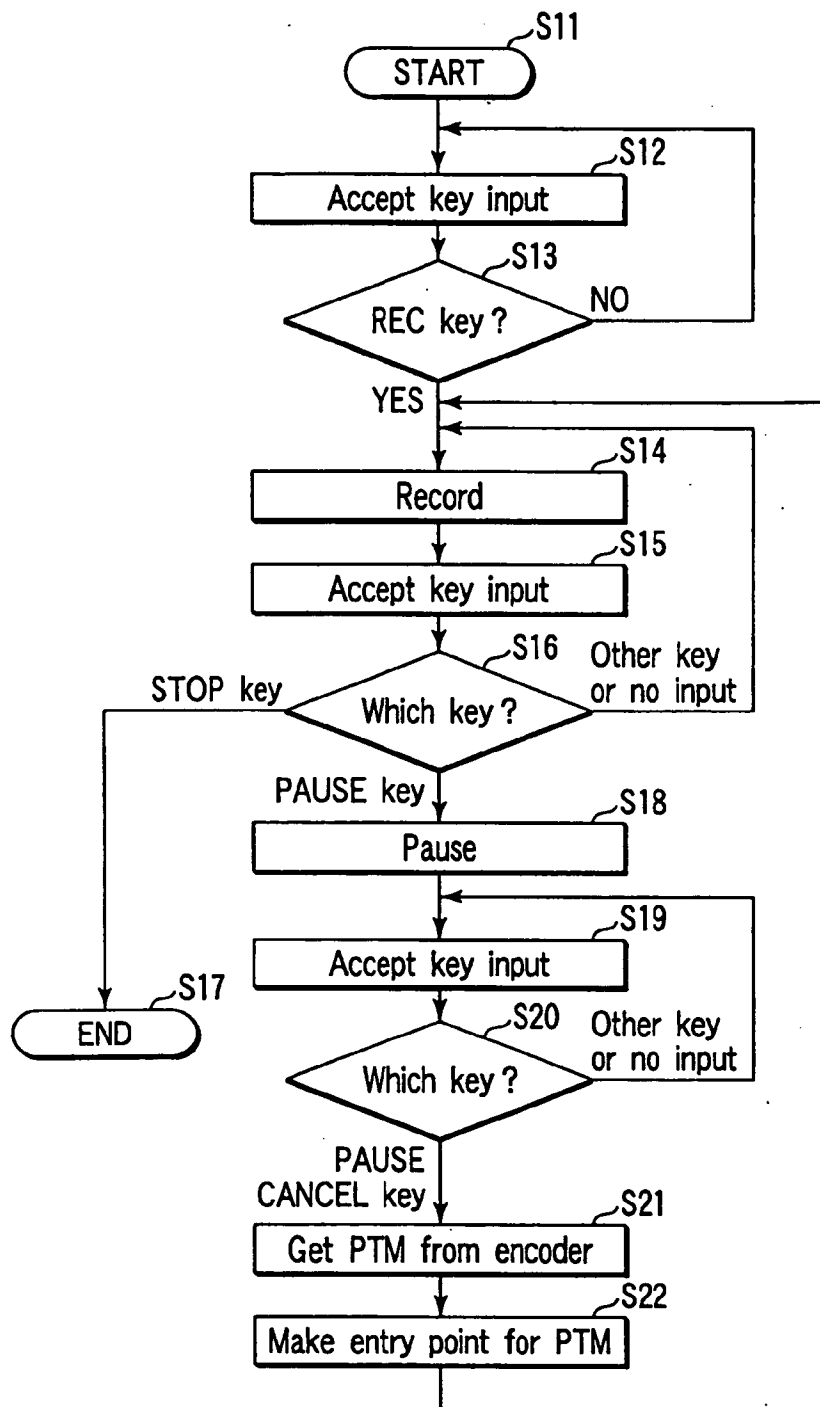 S11
START
S12
Accept key input
S13
REC key?
NO
YES
S14
Record
S15
Accept key input
S16
Other key
or no input
STOP key
Which key?
PAUSE key
S18
Pause
S19
Accept key input
S17
END
S20
Other key
or no input
Which key?
PAUSE
CANCEL key
S21
Get PTM from encoder
S22
Make entry point for PTM